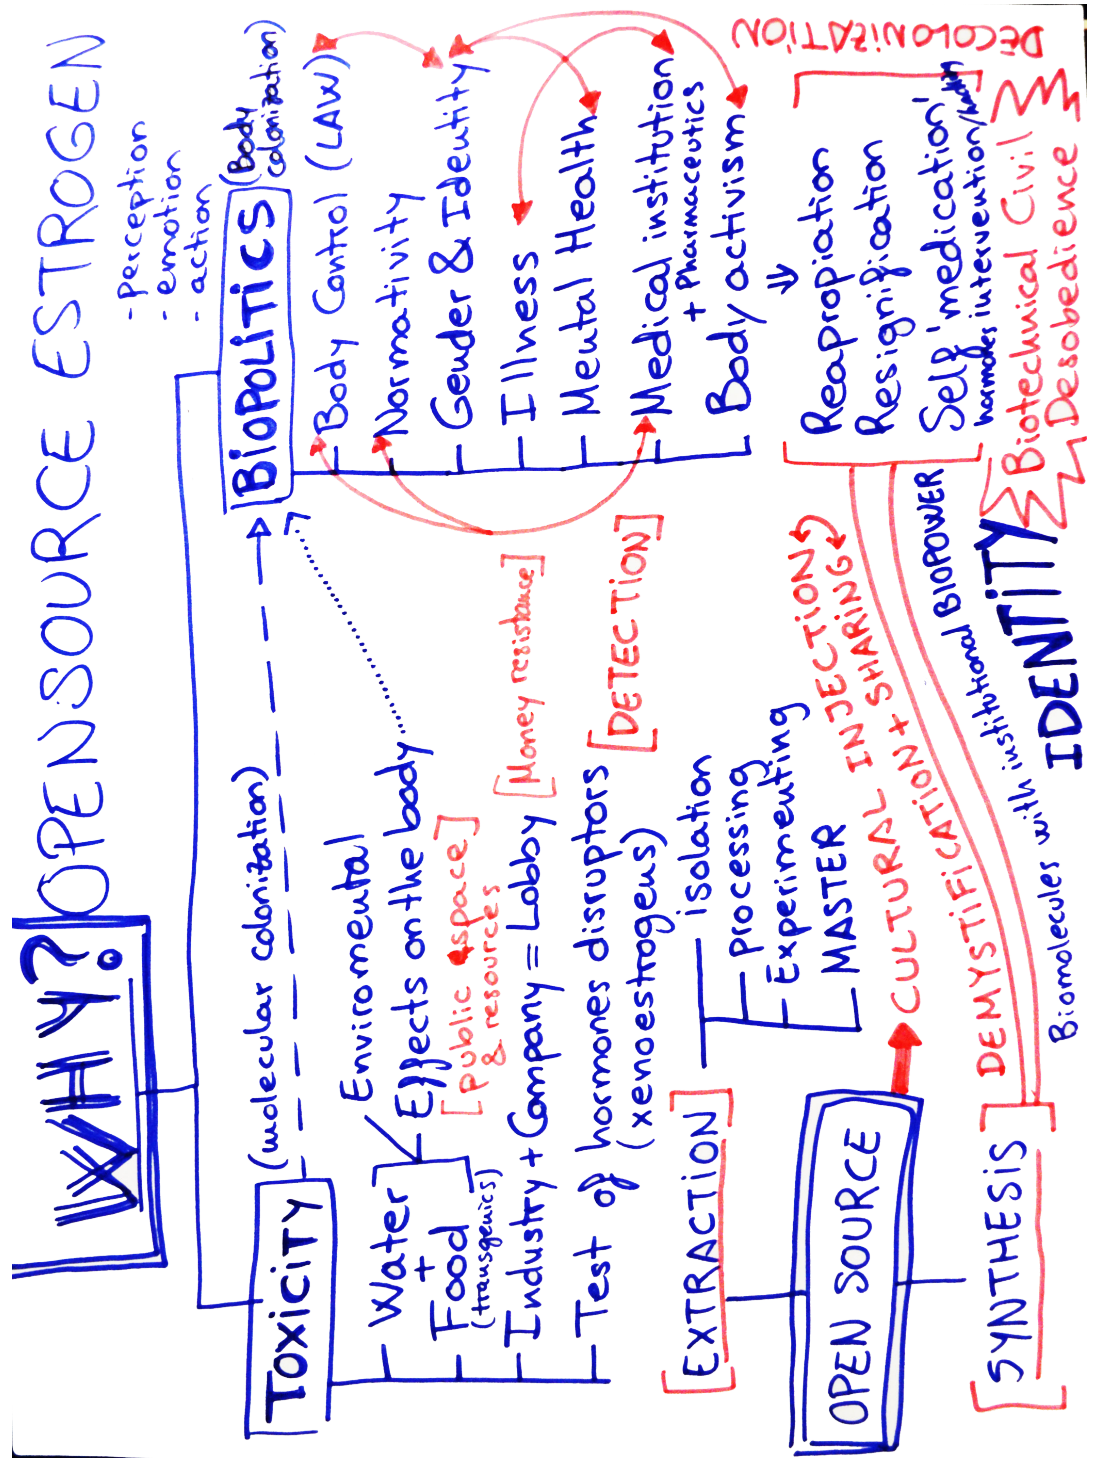 WHY? OPENSOURCE ESTROGEN
- perception
- emotion
- action
TOXICITY
(molecular colonization)
BIOPOLITICS
(Body
colonization)
Water
+
Food
(transgenics)
Enviromental
Effects on the body
[public space]
& resources
Industry + Company = Lobby
[Money resistance]
Test of hormones disruptors
(xenoestrogens)
[DETECTION]
Body Control (LAW)
Normativity
Gender & Identity
Illness
Mental Health
Medical institution
+ Pharmaceutics
Body activism
DECOLONIZATION
Reapropiation
Resignification
Self 'medication'
hormones intervention/
Biotechnical Civil
Desobedience
[EXTRACTION]
isolation
processing
Experimenting
MASTER
OPEN SOURCE
CULTURAL INJECTION
DEMYSTIFICATION + SHARING
[SYNTHESIS]
Biomolecules with institutional BIOPOWER
IDENTITY